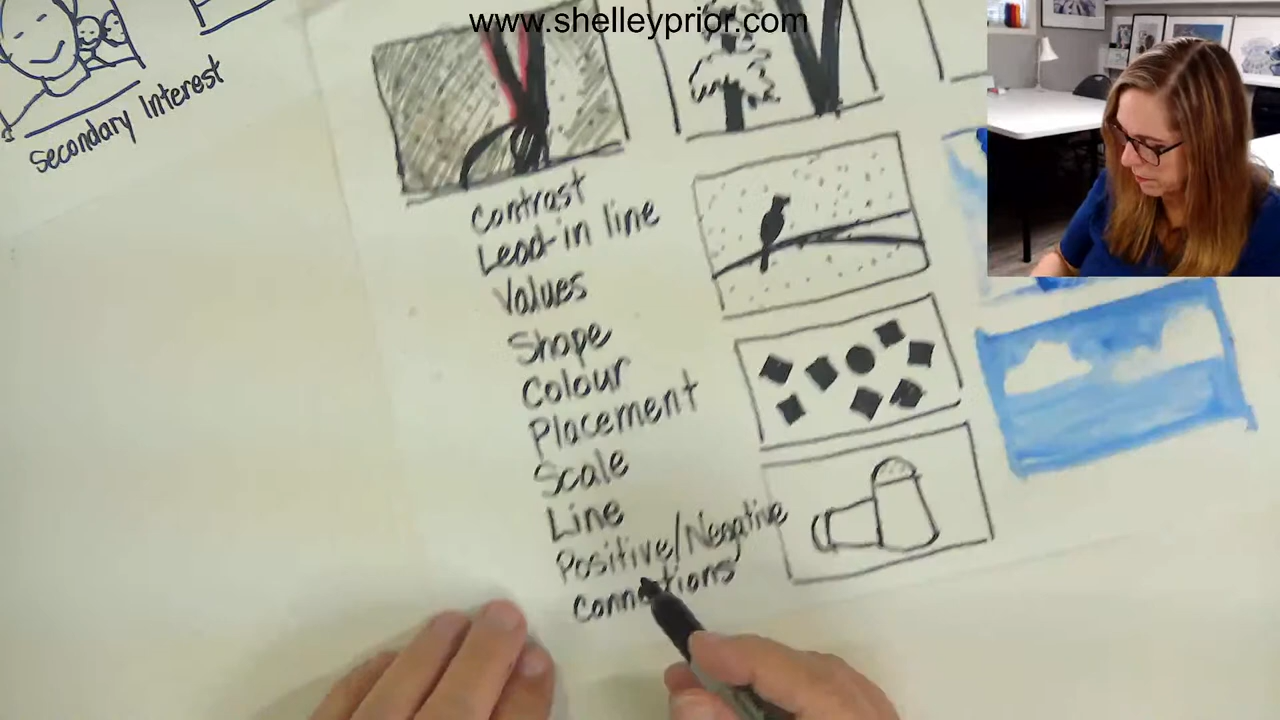 www.shelleyprior.com
Secondary Interest
Contrast
Lead-in line
Values
Shape
Colour
Placement
Scale
Line
Positive/Negative
Connections